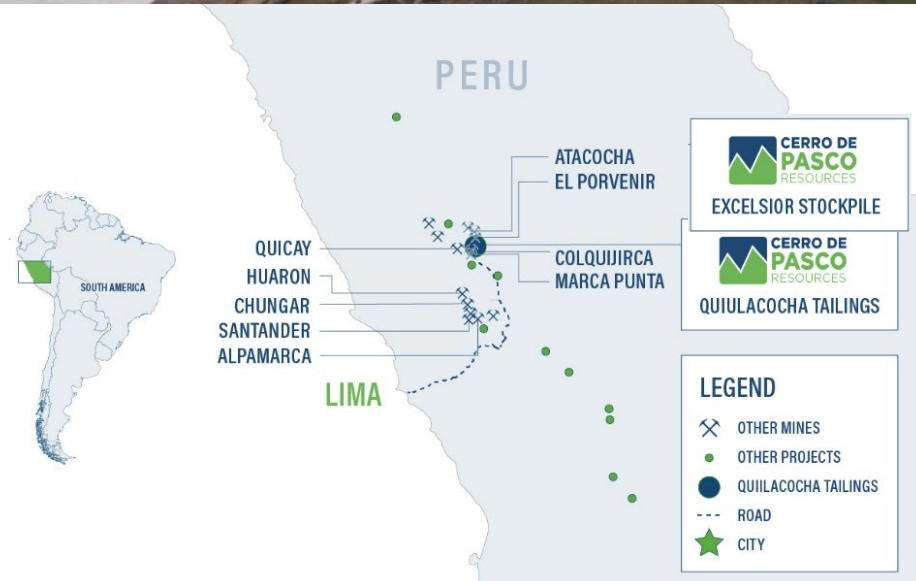 PERU
ATACOCHA
EL PORVENIR
CERRO DE
PASCO
RESOURCES
EXCELSIOR STOCKPILE
QUICAY
HUARON
CHUNGAR
SANTANDER
ALPAMARCA
COLQUIJIRCA
MARCA PUNTA
CERRO DE
PASCO
RESOURCES
QUIULACOCHA TAILINGS
SOUTH AMERICA
LIMA
LEGEND
OTHER MINES
OTHER PROJECTS
QUIILACOCHA TAILINGS
ROAD
CITY